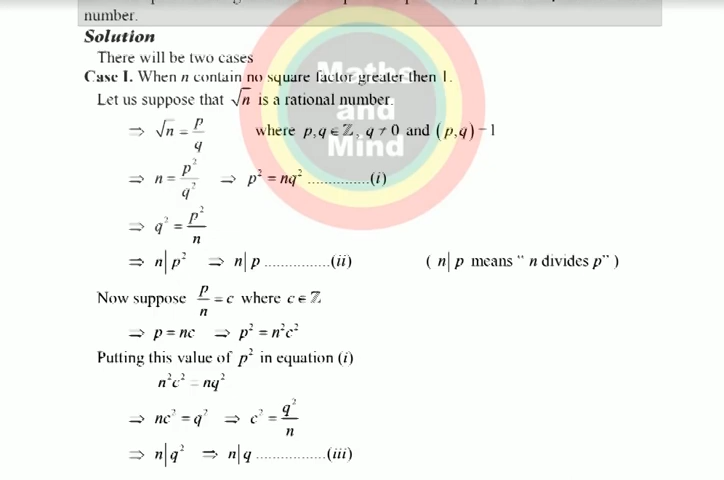 number.
Solution
There will be two cases
Case I. When n contain no square factor greater then 1.
Let us suppose that √n is a rational number.
⇒ √n = p/q where p,q ∈ ℤ, q ≠ 0 and (p,q) = 1
⇒ n = p²/q² ⇒ p² = nq² ..............(i)
⇒ q² = p²/n
⇒ n|p² ⇒ n|p ...............(ii) ( n|p means " n divides p" )
Now suppose p/n = c where c ∈ ℤ
⇒ p = nc ⇒ p² = n²c²
Putting this value of p² in equation (i)
n²c² = nq²
⇒ nc² = q² ⇒ c² = q²/n
⇒ n|q² ⇒ n|q ................(iii)
Maths
and
Mind